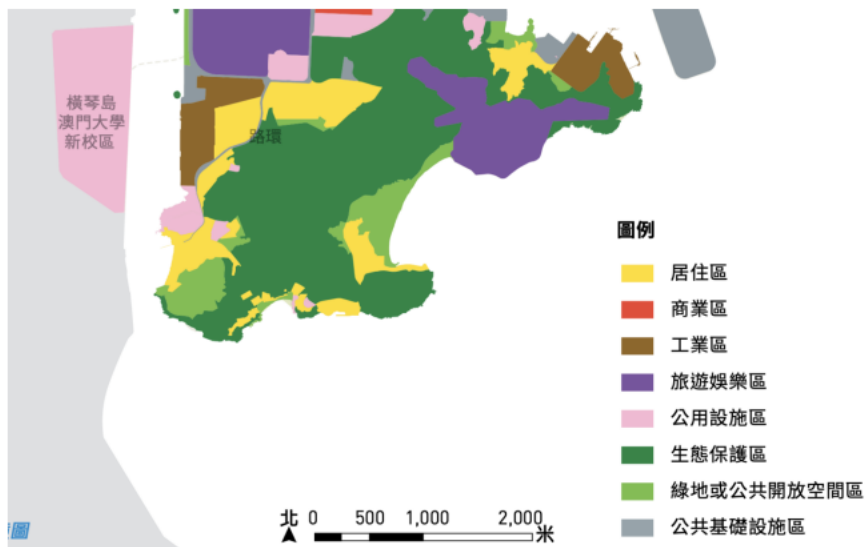 橫琴島
澳門大學
新校區
路環
圖例
居住區
商業區
工業區
旅遊娛樂區
公用設施區
生態保護區
綠地或公共開放空間區
公共基礎設施區
北 0 500 1,000 2,000
米
圖